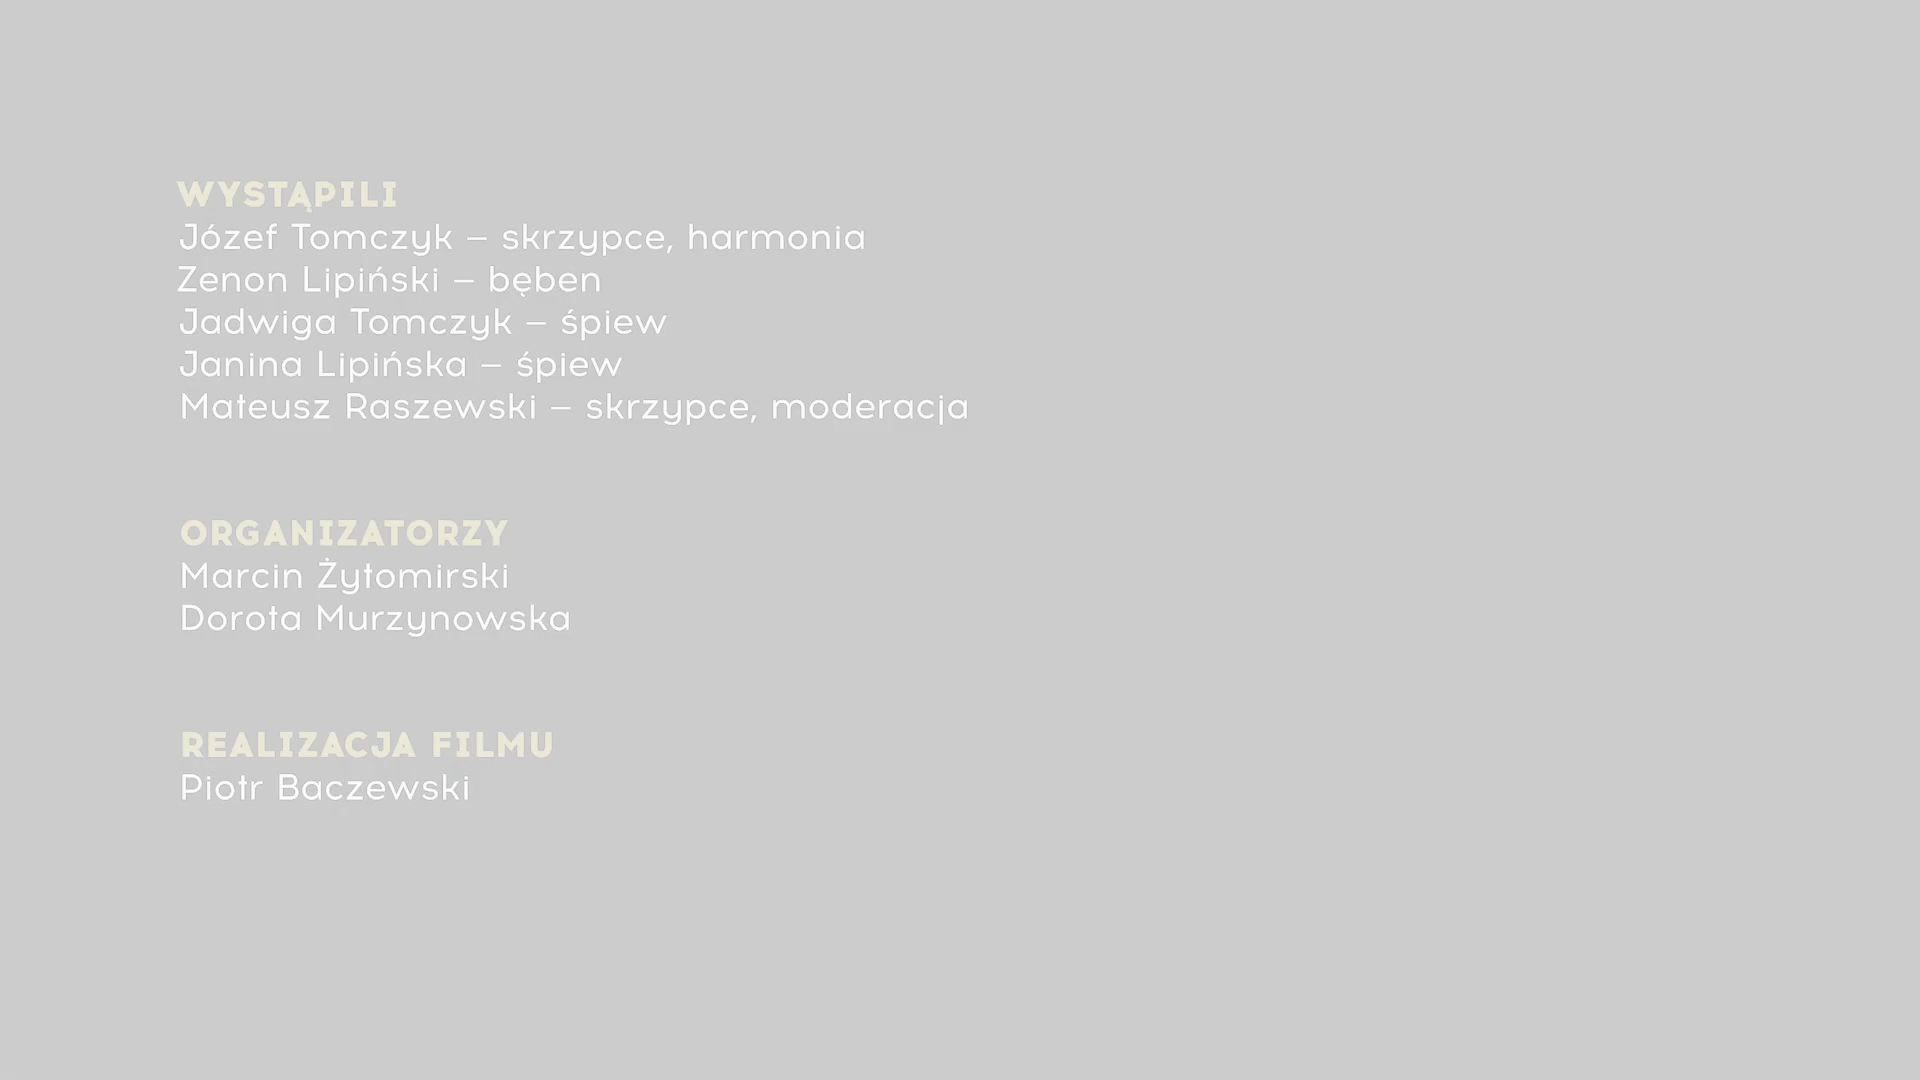 WYSTĄPILI
Józef Tomczyk – skrzypce, harmonia
Zenon Lipiński – bęben
Jadwiga Tomczyk – śpiew
Janina Lipińska – śpiew
Mateusz Raszewski – skrzypce, moderacja
ORGANIZATORZY
Marcin Żytomirski
Dorota Murzynowska
REALIZACJA FILMU
Piotr Baczewski